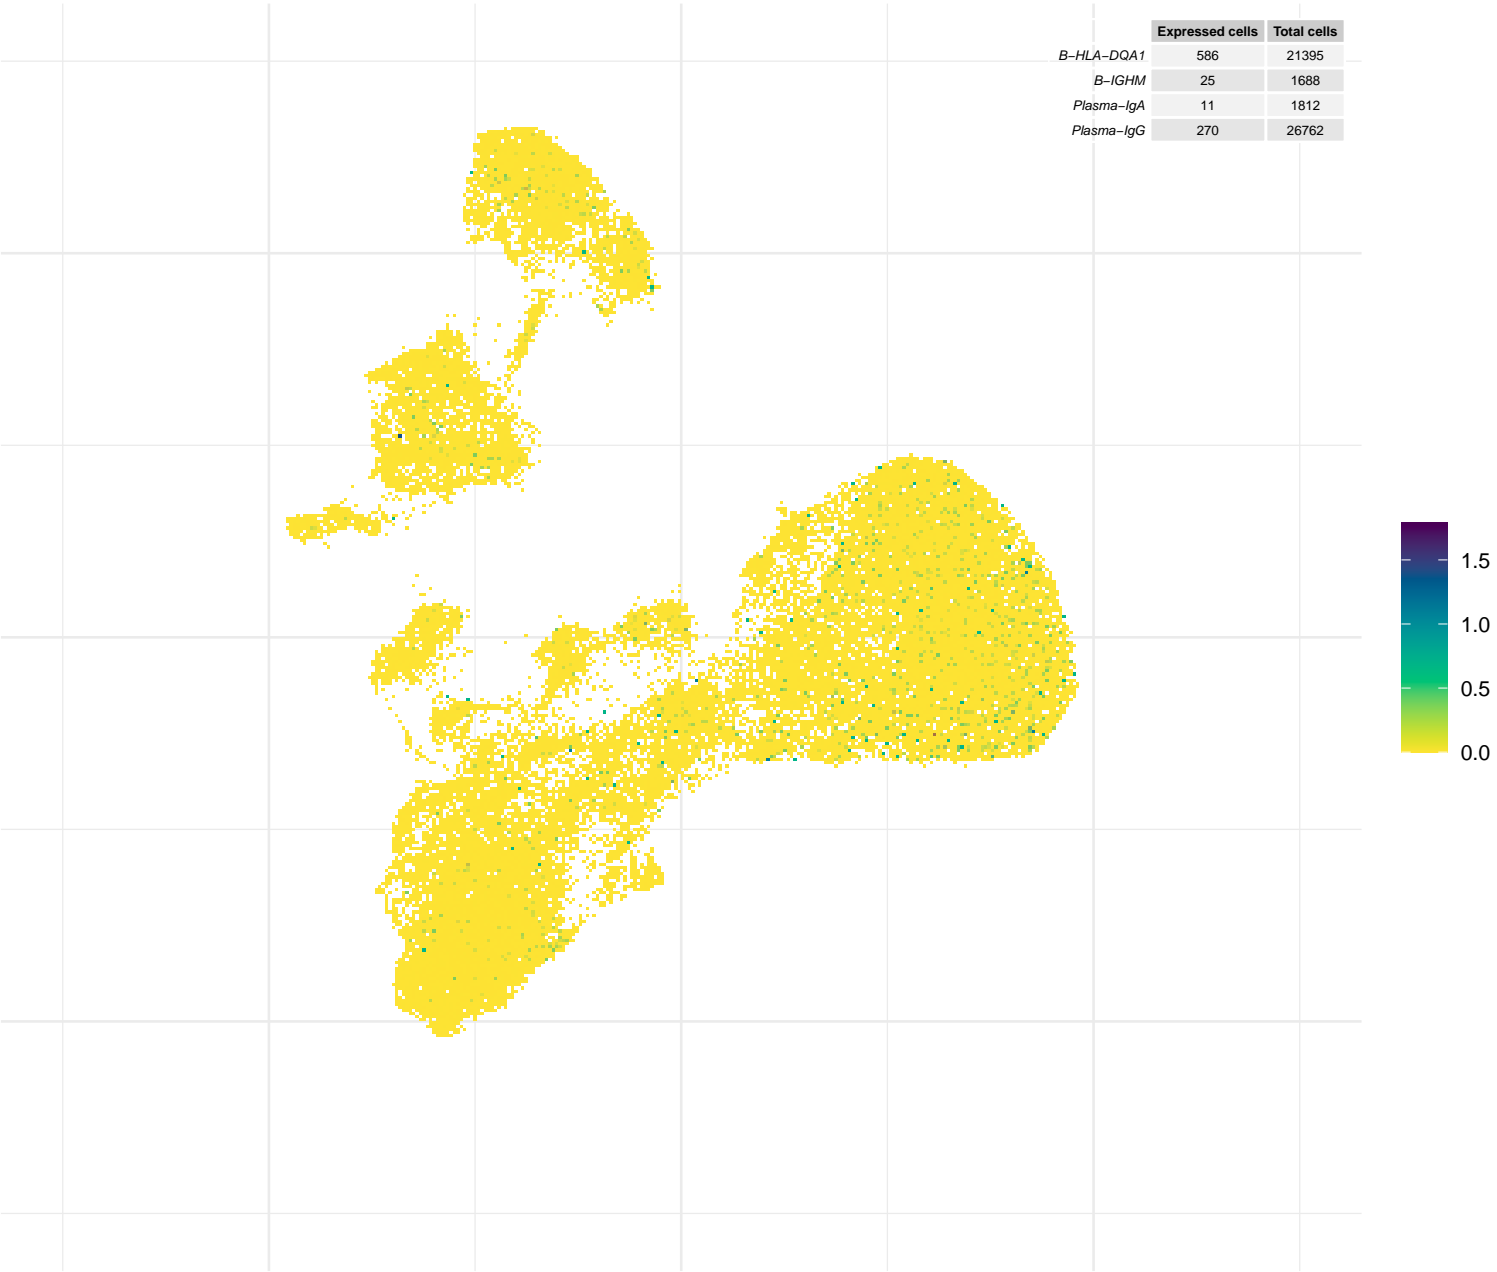 Expressed cells Total cells
B−HLA−DQA1 586 21395
B−IGHM 25 1688
Plasma−IgA 11 1812
Plasma−IgG 270 26762
1.5
1.0
0.5
0.0